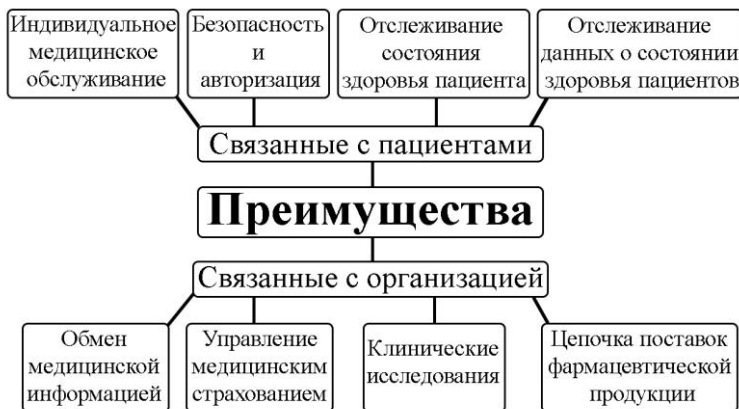 Индивидуальное
медицинское
обслуживание
Безопасность
и
авторизация
Отслеживание
состояния
здоровья пациента
Отслеживание
данных о состоянии
здоровья пациентов
Связанные с пациентами
Преимущества
Связанные с организацией
Обмен
медицинской
информацией
Управление
медицинским
страхованием
Клинические
исследования
Цепочка поставок
фармацевтической
продукции